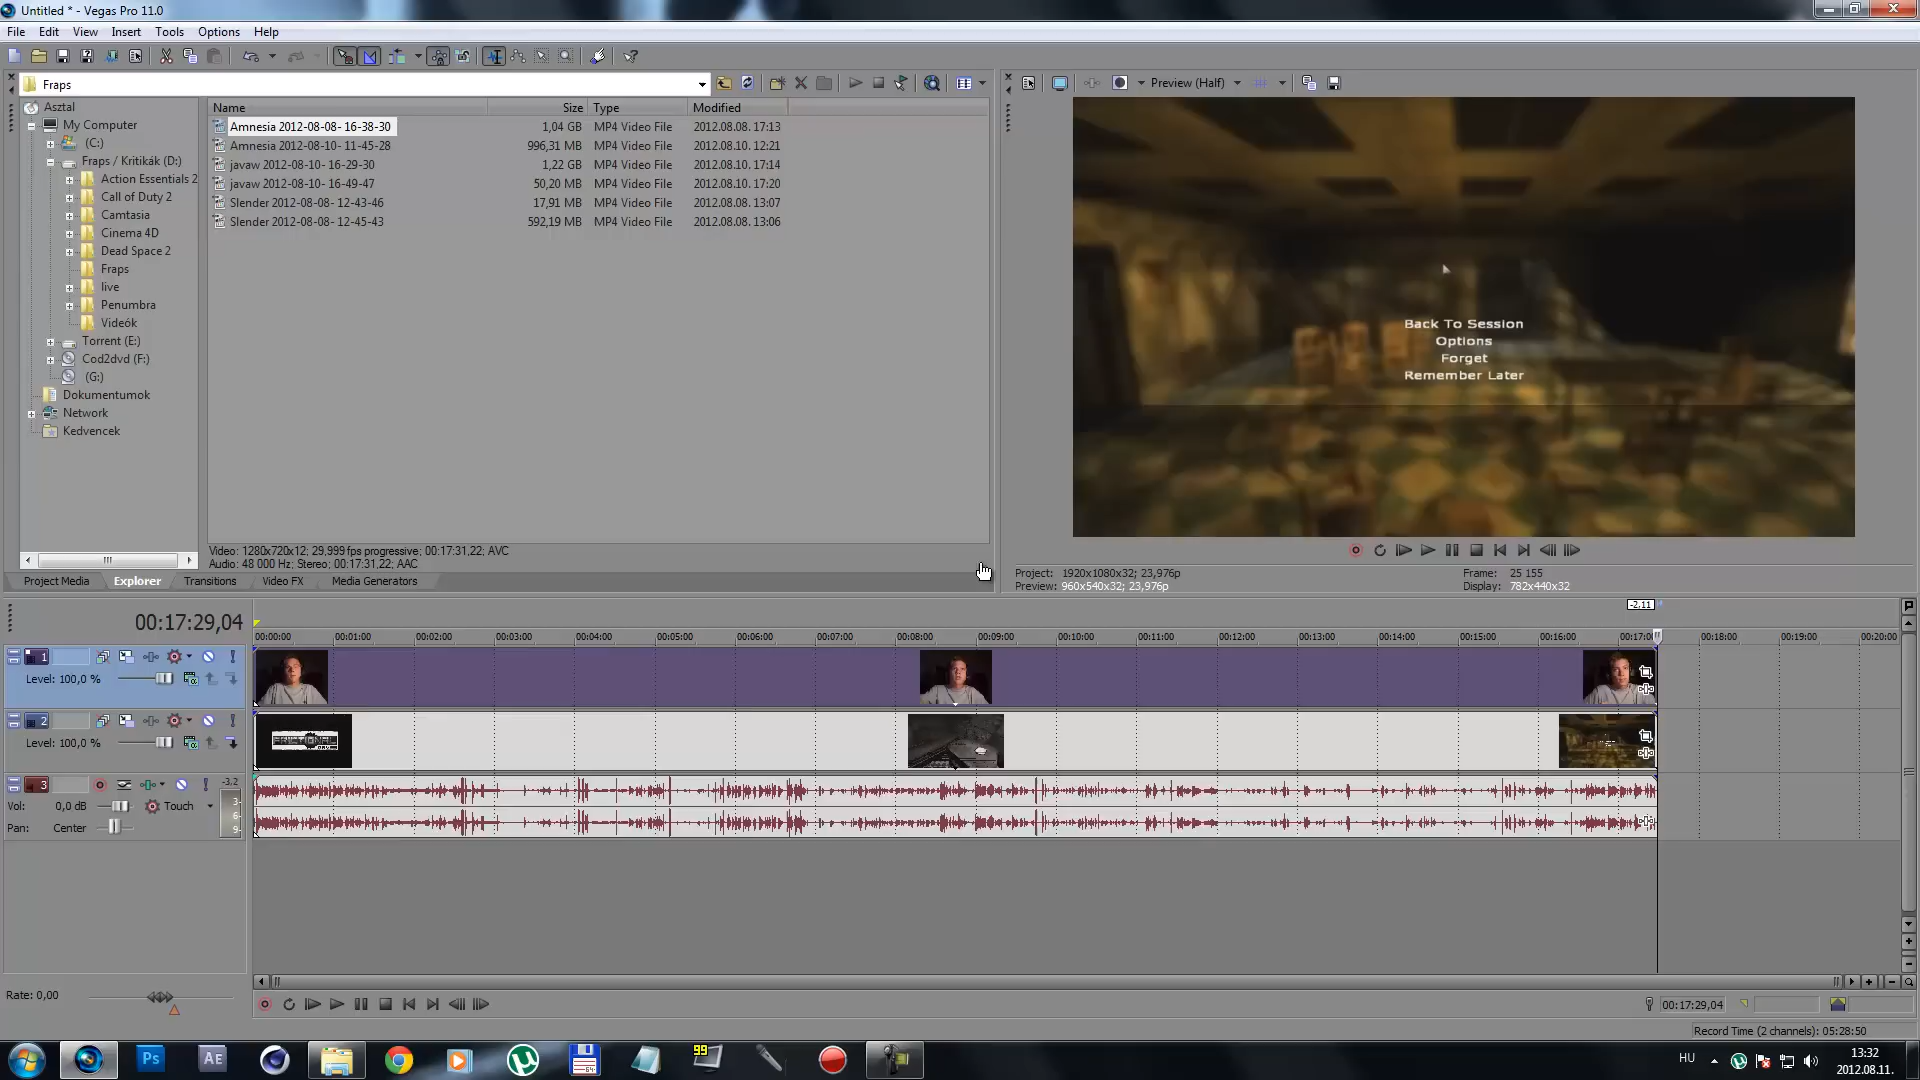 Untitled * - Vegas Pro 11.0
File Edit View Insert Tools Options Help
Fraps
Preview (Half)
Asztal
My Computer
(C:)
Fraps / Kritikák (D:)
Action Essentials 2
Call of Duty 2
Camtasia
Cinema 4D
Dead Space 2
Fraps
live
Penumbra
Videók
Torrent (E:)
Cod2dvd (F:)
(G:)
Dokumentumok
Network
Kedvencek
Name Size Type Modified
Amnesia 2012-08-08- 16-38-30 1,04 GB MP4 Video File 2012.08.08. 17:13
Amnesia 2012-08-10- 11-45-28 996,31 MB MP4 Video File 2012.08.10. 12:21
javaw 2012-08-10- 16-29-30 1,22 GB MP4 Video File 2012.08.10. 17:14
javaw 2012-08-10- 16-49-47 50,20 MB MP4 Video File 2012.08.10. 17:20
Slender 2012-08-08- 12-43-46 17,91 MB MP4 Video File 2012.08.08. 13:07
Slender 2012-08-08- 12-45-43 592,19 MB MP4 Video File 2012.08.08. 13:06
Video: 1280x720x12; 29,999 fps progressive; 00:17:31,22; AVC
Audio: 48 000 Hz; Stereo; 00:17:31,22; AAC
Project Media Explorer Transitions Video FX Media Generators
Back To Session
Options
Forget
Remember Later
Project: 1920x1080x32; 23,976p Frame: 25 155
Preview: 960x540x32; 23,976p Display: 782x440x32
-2.11
00:17:29,04
00:00:00 00:01:00 00:02:00 00:03:00 00:04:00 00:05:00 00:06:00 00:07:00 00:08:00 00:09:00 00:10:00 00:11:00 00:12:00 00:13:00 00:14:00 00:15:00 00:16:00 00:17:00 00:18:00 00:19:00 00:20:00
1
Level: 100,0 %
2
Level: 100,0 %
FRICTIONAL
3
-3.2
Vol: 0,0 dB Touch
Pan: Center
3
6
9
Rate: 0,00
00:17:29,04
Record Time (2 channels): 05:28:50
Ps
AE
99
64
HU
13:32
2012.08.11.